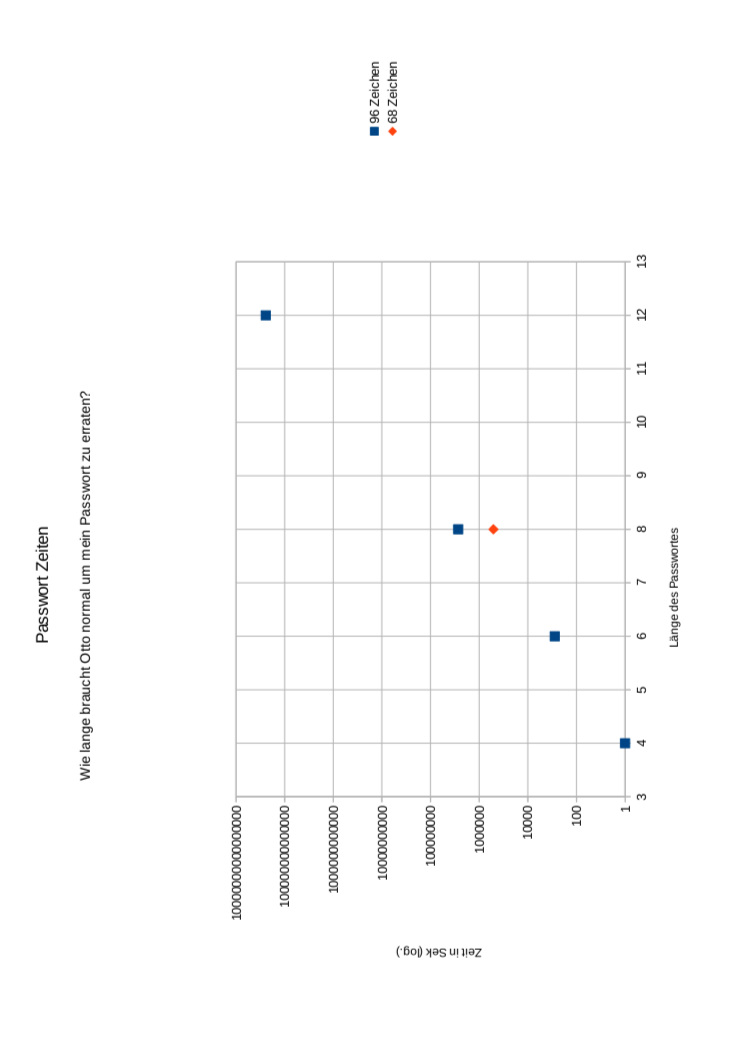 Passwort Zeiten
Wie lange braucht Otto normal um mein Passwort zu erraten?
10000000000000000
100000000000000
1000000000000
10000000000
100000000
1000000
10000
100
1
Zeit in Sek (log.)
3 4 5 6 7 8 9 10 11 12 13
Länge des Passwortes
96 Zeichen
68 Zeichen